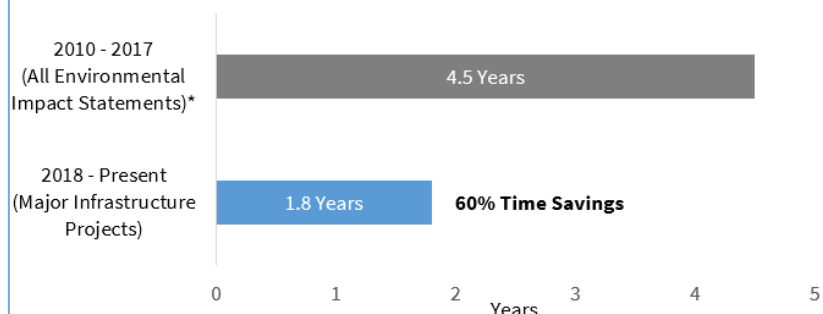 2010 - 2017
(All Environmental
Impact Statements)*
4.5 Years
2018 - Present
(Major Infrastructure
Projects)
1.8 Years
60% Time Savings
0 1 2 3 4 5
Years